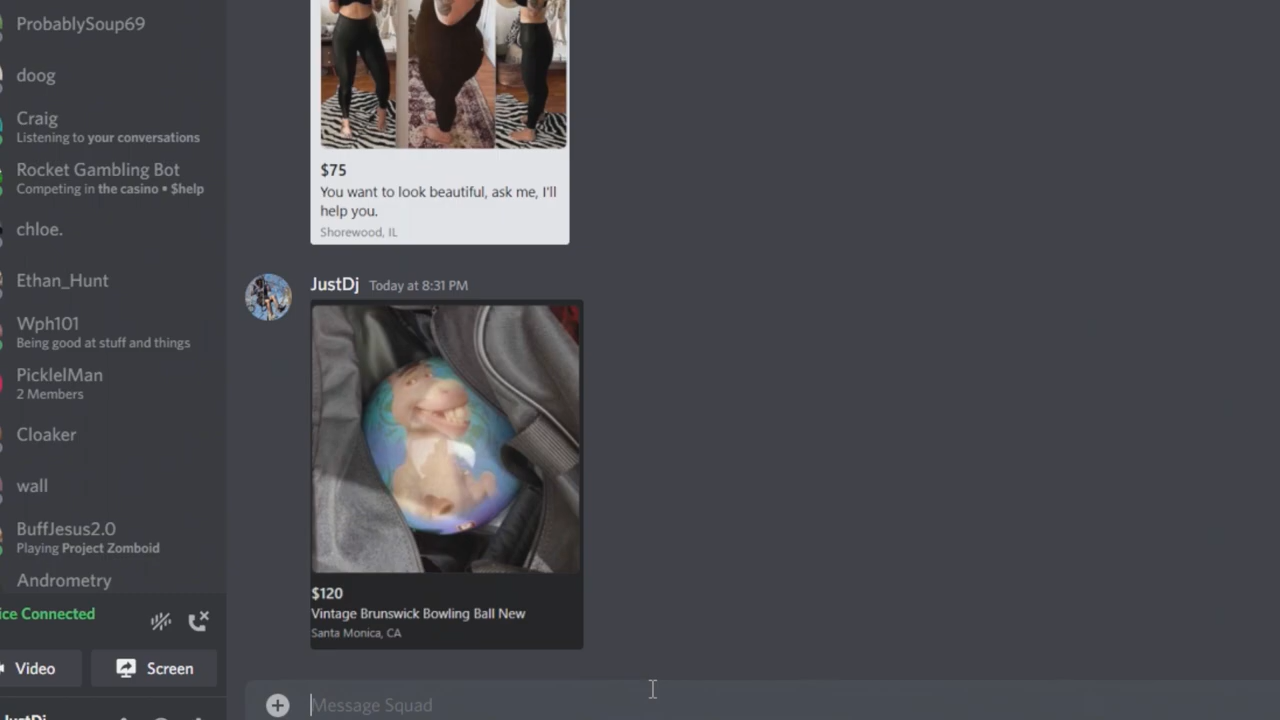 ProbablySoup69
doog
Craig
Listening to your conversations
Rocket Gambling Bot
Competing in the casino • $help
chloe.
Ethan_Hunt
Wph101
Being good at stuff and things
PicklelMan
2 Members
Cloaker
wall
BuffJesus2.0
Playing Project Zomboid
Andrometry
ice Connected
Video
Screen
JustDj
$75
You want to look beautiful, ask me, I'll
help you.
Shorewood, IL
JustDj Today at 8:31 PM
$120
Vintage Brunswick Bowling Ball New
Santa Monica, CA
Message Squad